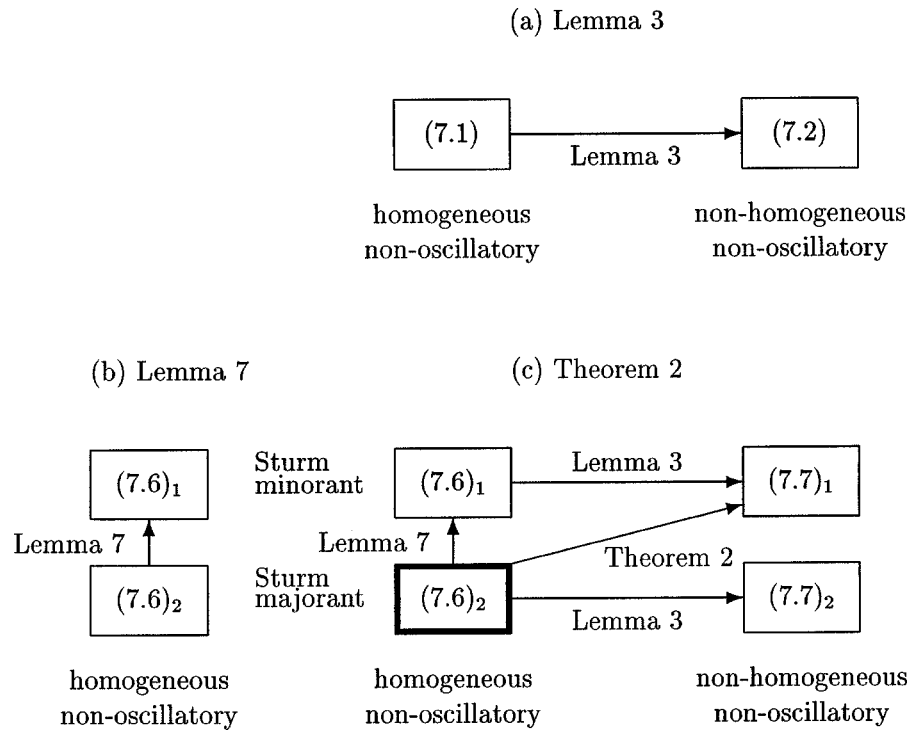 (a) Lemma 3
(7.1)
(7.2)
Lemma 3
homogeneous
non-oscillatory
non-homogeneous
non-oscillatory
(b) Lemma 7
(c) Theorem 2
(7.6)₁
Sturm
minorant
(7.6)₁
Lemma 3
(7.7)₁
Lemma 7
Lemma 7
Theorem 2
(7.6)₂
Sturm
majorant
(7.6)₂
Lemma 3
(7.7)₂
homogeneous
non-oscillatory
homogeneous
non-oscillatory
non-homogeneous
non-oscillatory